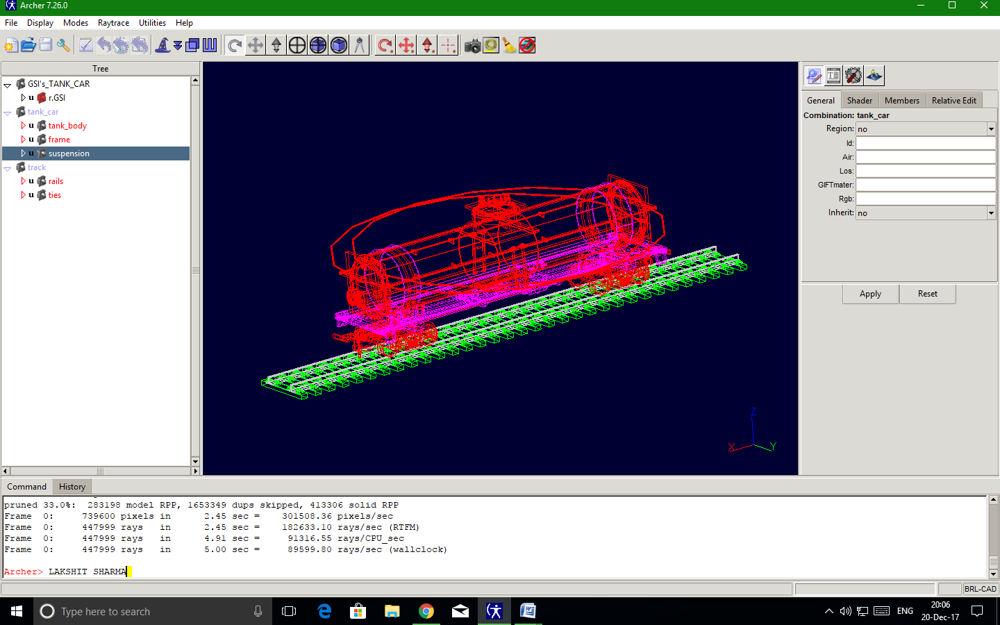 Archer 7.26.0
File Display Modes Raytrace Utilities Help
Tree
GSI's_TANK_CAR
u r.GSI
tank_car
u tank_body
u frame
u suspension
track
u rails
u ties
Z
X Y
General Shader Members Relative Edit
Combination: tank_car
Region: no
Id:
Air:
Los:
GIFTmater:
Rgb:
Inherit: no
Apply Reset
Command History
pruned 33.0%: 283198 model RPP, 1653349 dups skipped, 413306 solid RPP
Frame 0: 739600 pixels in 2.45 sec = 301508.36 pixels/sec
Frame 0: 447999 rays in 2.45 sec = 182633.10 rays/sec (RTFM)
Frame 0: 447999 rays in 4.91 sec = 91316.55 rays/CPU_sec
Frame 0: 447999 rays in 5.00 sec = 89599.80 rays/sec (wallclock)
Archer> LAKSHIT SHARMA
BRL-CAD
Type here to search
ENG
20:06
20-Dec-17